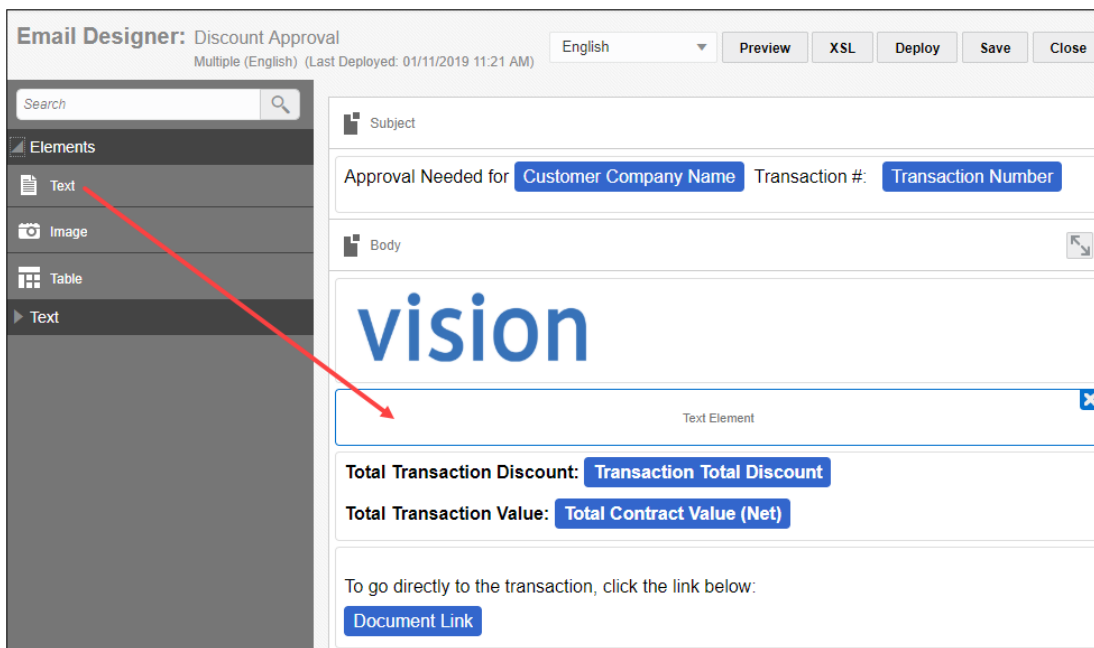 Email Designer: Discount Approval
Multiple (English) (Last Deployed: 01/11/2019 11:21 AM)
English
Preview
XSL
Deploy
Save
Close
Search
Elements
Text
Image
Table
Text
Subject
Approval Needed for Customer Company Name Transaction #: Transaction Number
Body
vision
Text Element
Total Transaction Discount: Transaction Total Discount
Total Transaction Value: Total Contract Value (Net)
To go directly to the transaction, click the link below:
Document Link